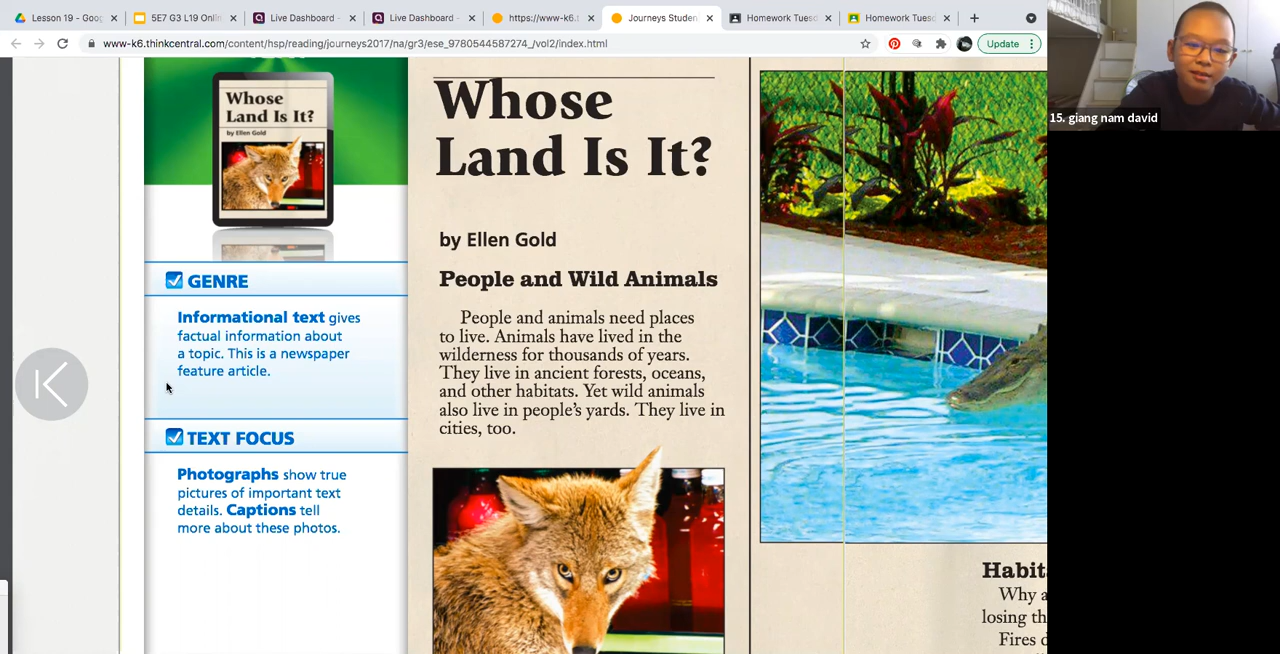 Lesson 19 - Goog
5E7 G3 L19 Onlin
Live Dashboard -
Live Dashboard -
https://www-k6.t
Journeys Studen
Homework Tuesd
Homework Tuesd
www-k6.thinkcentral.com/content/hsp/reading/journeys2017/na/gr3/ese_9780544587274_/vol2/index.html
Update
15. giang nam david
Whose
Land Is It?
by Ellen Gold
GENRE
Informational text gives
factual information about
a topic. This is a newspaper
feature article.
TEXT FOCUS
Photographs show true
pictures of important text
details. Captions tell
more about these photos.
Whose
Land Is It?
by Ellen Gold
People and Wild Animals
People and animals need places
to live. Animals have lived in the
wilderness for thousands of years.
They live in ancient forests, oceans,
and other habitats. Yet wild animals
also live in people's yards. They live in
cities, too.
Habit
Why a
losing th
Fires d